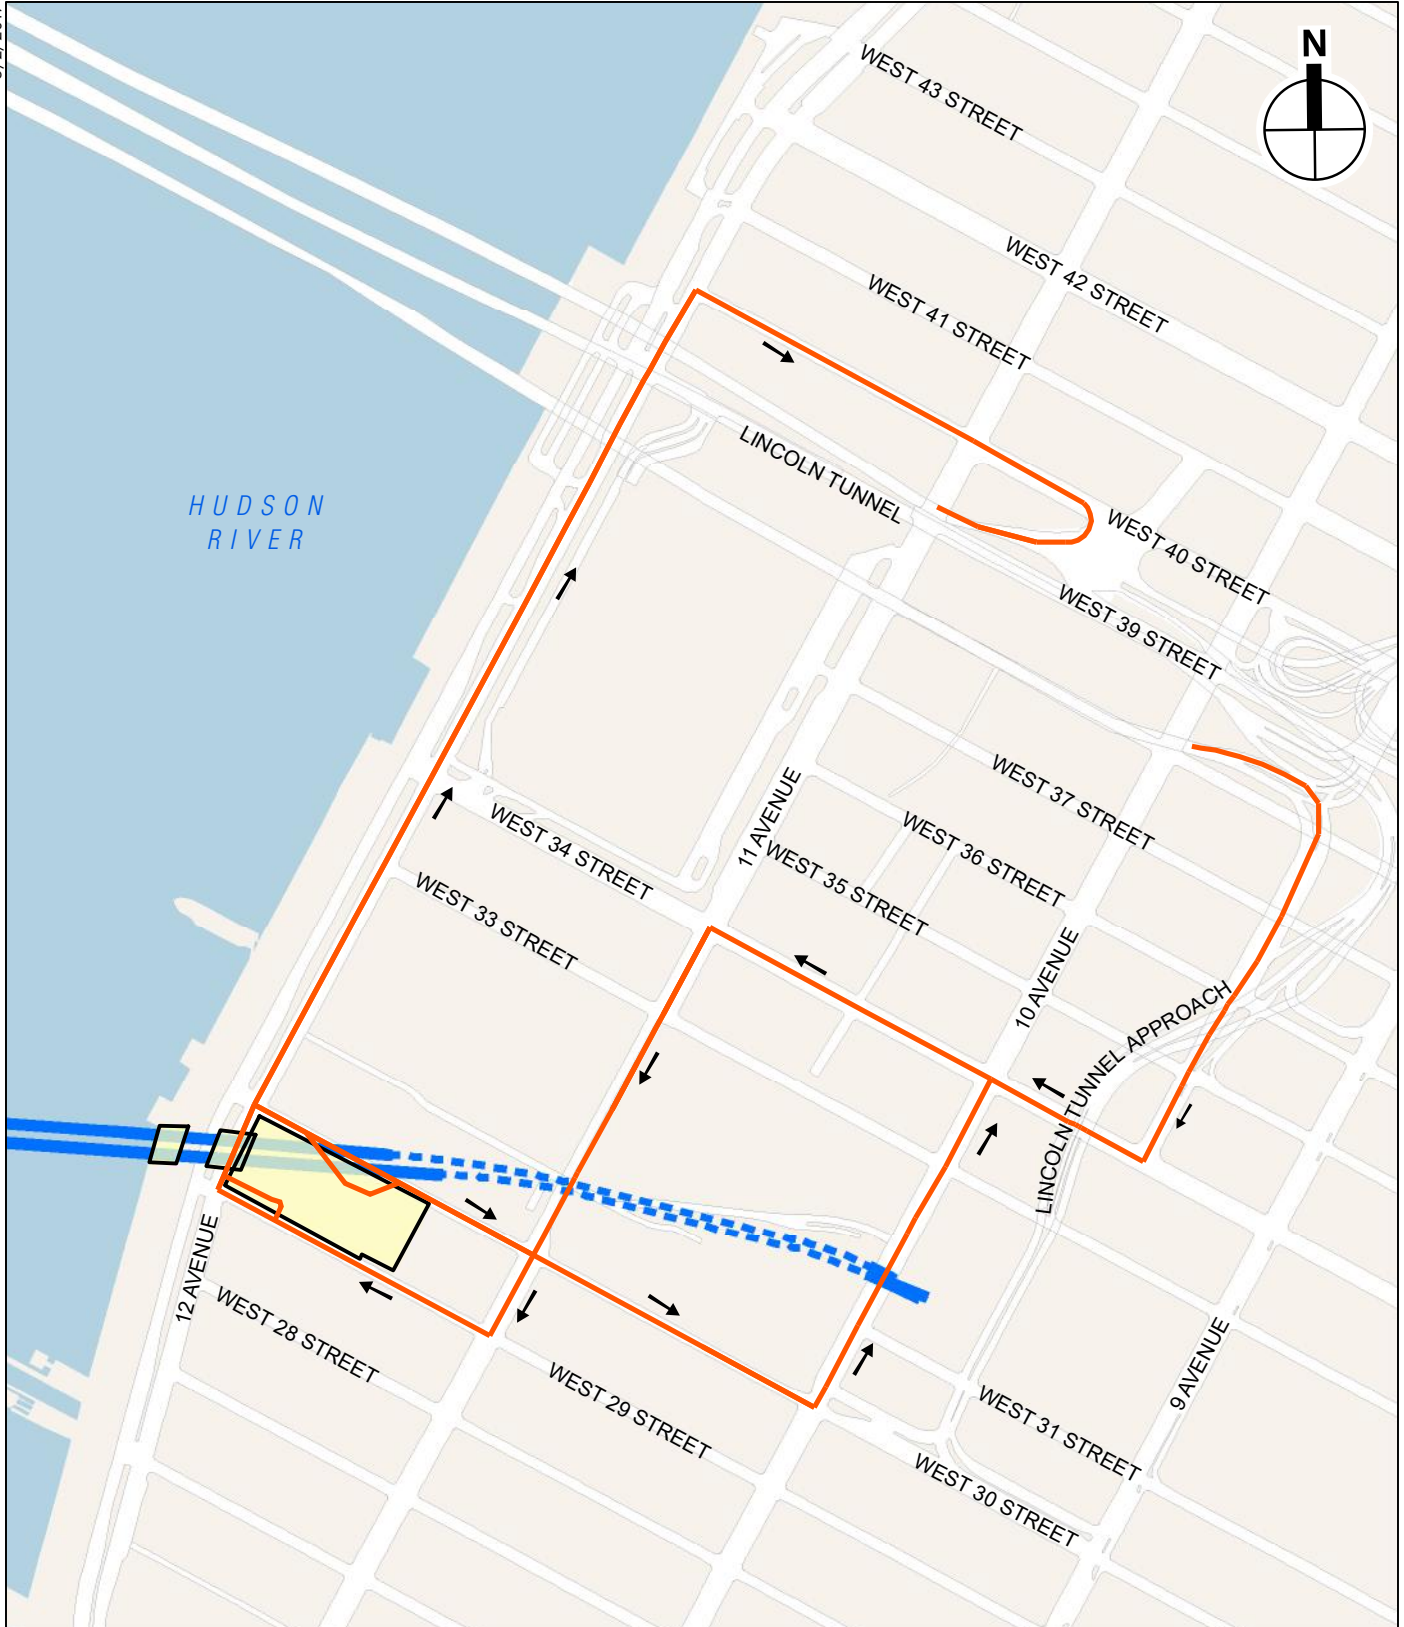 N
WEST 43 STREET
WEST 42 STREET
WEST 41 STREET
LINCOLN TUNNEL
HUDSON
RIVER
WEST 40 STREET
WEST 39 STREET
WEST 37 STREET
11 AVENUE
WEST 36 STREET
WEST 34 STREET
WEST 35 STREET
WEST 33 STREET
10 AVENUE
LINCOLN TUNNEL APPROACH
12 AVENUE
WEST 28 STREET
9 AVENUE
WEST 29 STREET
WEST 31 STREET
WEST 30 STREET